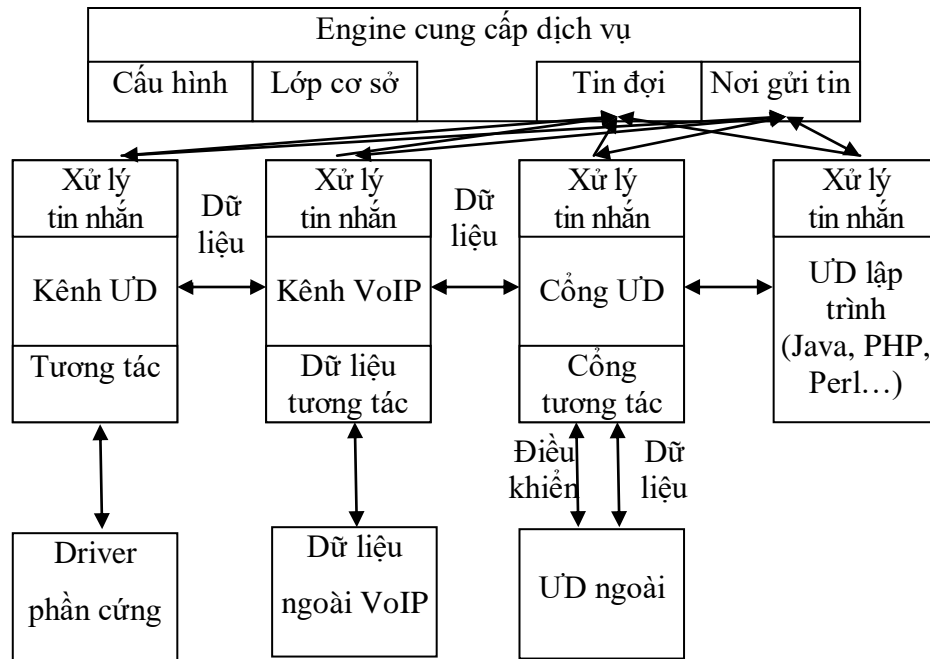 Engine cung cấp dịch vụ
Cấu hình
Lớp cơ sở
Tin đợi
Nơi gửi tin
Xử lý
tin nhắn
Dữ
liệu
Xử lý
tin nhắn
Dữ
liệu
Xử lý
tin nhắn
Xử lý
tin nhắn
Kênh ƯD
Kênh VoIP
Cổng ƯD
ƯD lập
trình
(Java, PHP,
Perl…)
Tương tác
Dữ liệu
tương tác
Cổng
tương tác
Điều
khiển
Dữ
liệu
Driver
phần cứng
Dữ liệu
ngoài VoIP
ƯD ngoài